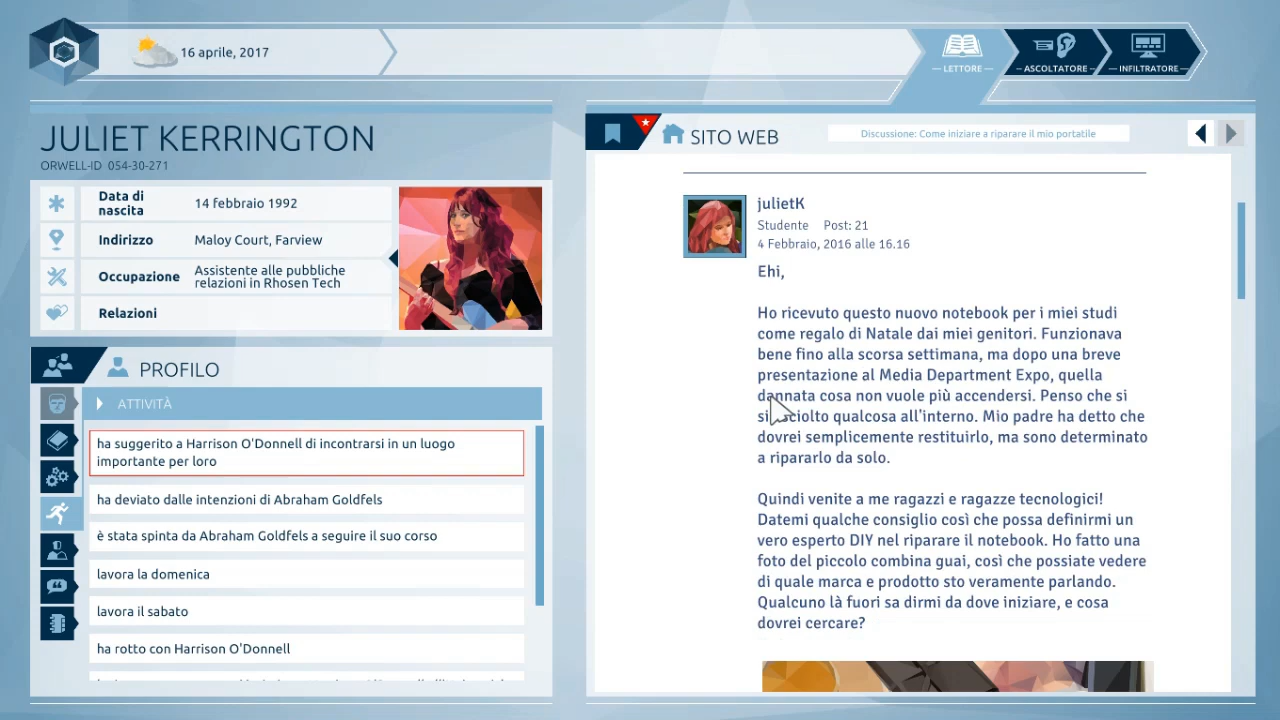 16 aprile, 2017
LETTORE
ASCOLTATORE
INFILTRATORE
JULIET KERRINGTON
ORWELL-ID 054-30-271
Data di nascita 14 febbraio 1992
Indirizzo Maloy Court, Farview
Occupazione Assistente alle pubbliche relazioni in Rhosen Tech
Relazioni
PROFILO
ATTIVITÀ
ha suggerito a Harrison O'Donnell di incontrarsi in un luogo
importante per loro
ha deviato dalle intenzioni di Abraham Goldfels
è stata spinta da Abraham Goldfels a seguire il suo corso
lavora la domenica
lavora il sabato
ha rotto con Harrison O'Donnell
SITO WEB
Discussione: Come iniziare a riparare il mio portatile
julietK
Studente Post: 21
4 Febbraio, 2016 alle 16.16
Ehi,
Ho ricevuto questo nuovo notebook per i miei studi
come regalo di Natale dai miei genitori. Funzionava
bene fino alla scorsa settimana, ma dopo una breve
presentazione al Media Department Expo, quella
dannata cosa non vuole più accendersi. Penso che si
sia sciolto qualcosa all'interno. Mio padre ha detto che
dovrei semplicemente restituirlo, ma sono determinato
a ripararlo da solo.
Quindi venite a me ragazzi e ragazze tecnologici!
Datemi qualche consiglio così che possa definirmi un
vero esperto DIY nel riparare il notebook. Ho fatto una
foto del piccolo combina guai, così che possiate vedere
di quale marca e prodotto sto veramente parlando.
Qualcuno là fuori sa dirmi da dove iniziare, e cosa
dovrei cercare?